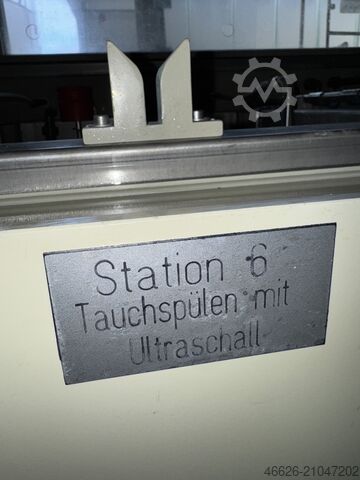 Station 6
Tauchspülen mit
Ultraschall
46626-21047202